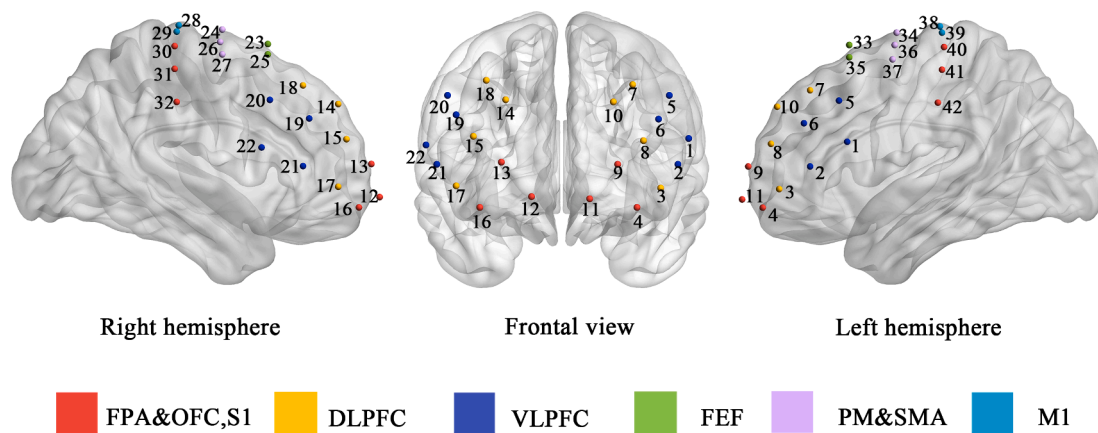 28 24 29 26 23 30 27 25 31 18 32 20 14 19 15 22 21 13 17 12 16
18 7 20 14 10 5 19 6 15 8 1 22 21 13 9 2 17 3 12 11 16 4
38 34 33 39 36 40 35 37 41 7 10 5 42 6 8 1 9 2 11 3 4
Right hemisphere Frontal view Left hemisphere
FPA&OFC,S1 DLPFC VLPFC FEF PM&SMA M1